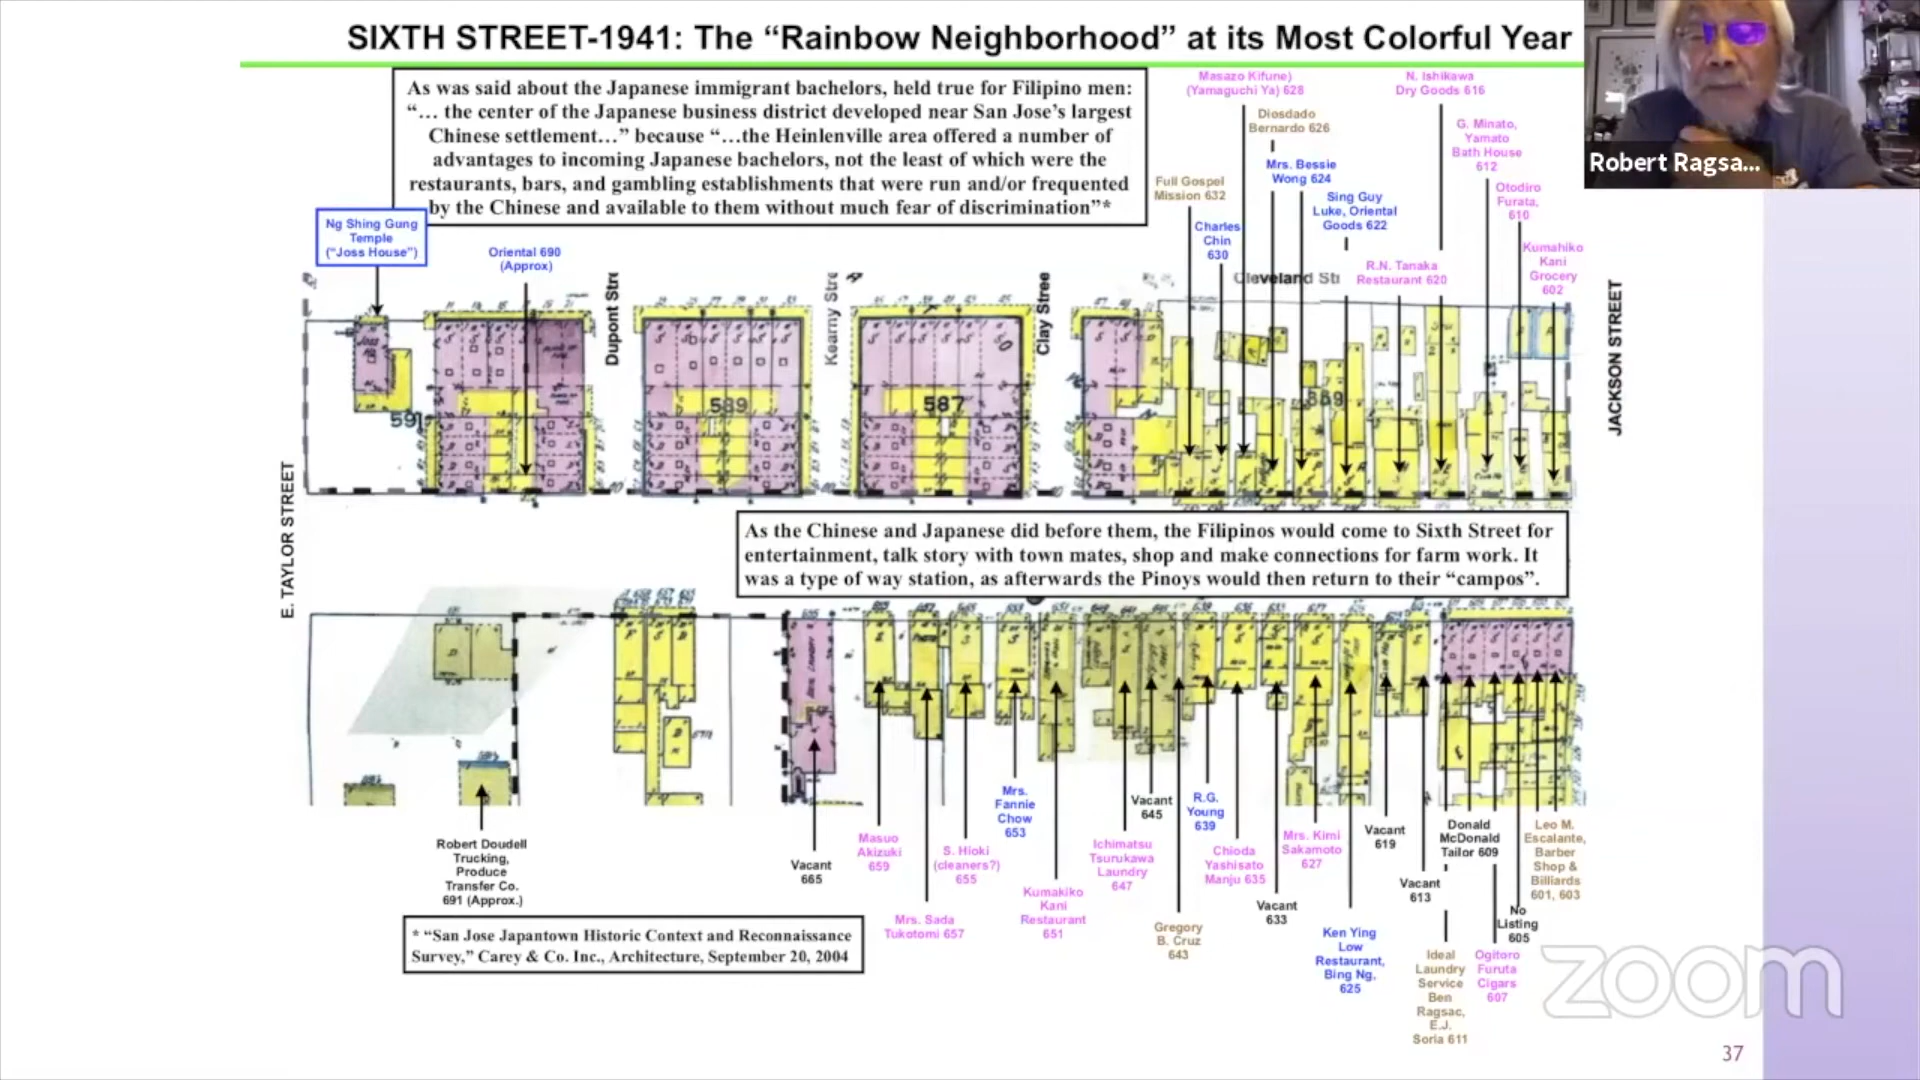 SIXTH STREET-1941: The “Rainbow Neighborhood” at its Most Colorful Year
As was said about the Japanese immigrant bachelors, held true for Filipino men:
“… the center of the Japanese business district developed near San Jose’s largest
Chinese settlement…” because “…the Heinlenville area offered a number of
advantages to incoming Japanese bachelors, not the least of which were the
restaurants, bars, and gambling establishments that were run and/or frequented
by the Chinese and available to them without much fear of discrimination”*
Robert Ragsa...
Masazo Kifune)
(Yamaguchi Ya) 628
N. Ishikawa
Dry Goods 616
Diosdado
Bernardo 626
G. Minato,
Yamato
Bath House
612
Mrs. Bessie
Wong 624
Full Gospel
Mission 632
Otodiro
Furata,
610
Sing Guy
Luke, Oriental
Goods 622
Charles
Chin
630
Kumahiko
Kani
Grocery
602
R.N. Tanaka
Restaurant 620
Ng Shing Gung
Temple
(“Joss House”)
Oriental 690
(Approx)
Dupont Stre
Kearny Stre
Clay Stree
Cleveland Str
JACKSON STREET
E. TAYLOR STREET
591
589
587
As the Chinese and Japanese did before them, the Filipinos would come to Sixth Street for
entertainment, talk story with town mates, shop and make connections for farm work. It
was a type of way station, as afterwards the Pinoys would then return to their “campos”.
Robert Doudell
Trucking,
Produce
Transfer Co.
691 (Approx.)
Vacant
665
Masuo
Akizuki
659
Mrs. Sada
Tukotomi 657
S. Hioki
(cleaners?)
655
Mrs.
Fannie
Chow
653
Kumakiko
Kani
Restaurant
651
Ichimatsu
Tsurukawa
Laundry
647
Vacant
645
Gregory
B. Cruz
643
R.G.
Young
639
Chioda
Yashisato
Manju 635
Vacant
633
Mrs. Kimi
Sakamoto
627
Ken Ying
Low
Restaurant,
Bing Ng,
625
Vacant
619
Vacant
613
Ideal
Laundry
Service
Ben
Ragsac,
E.J.
Soria 611
Donald
McDonald
Tailor 609
Ogitoro
Furuta
Cigars
607
No
Listing
605
Leo M.
Escalante,
Barber
Shop &
Billiards
601, 603
* “San Jose Japantown Historic Context and Reconnaissance
Survey,” Carey & Co. Inc., Architecture, September 20, 2004
zoom
37